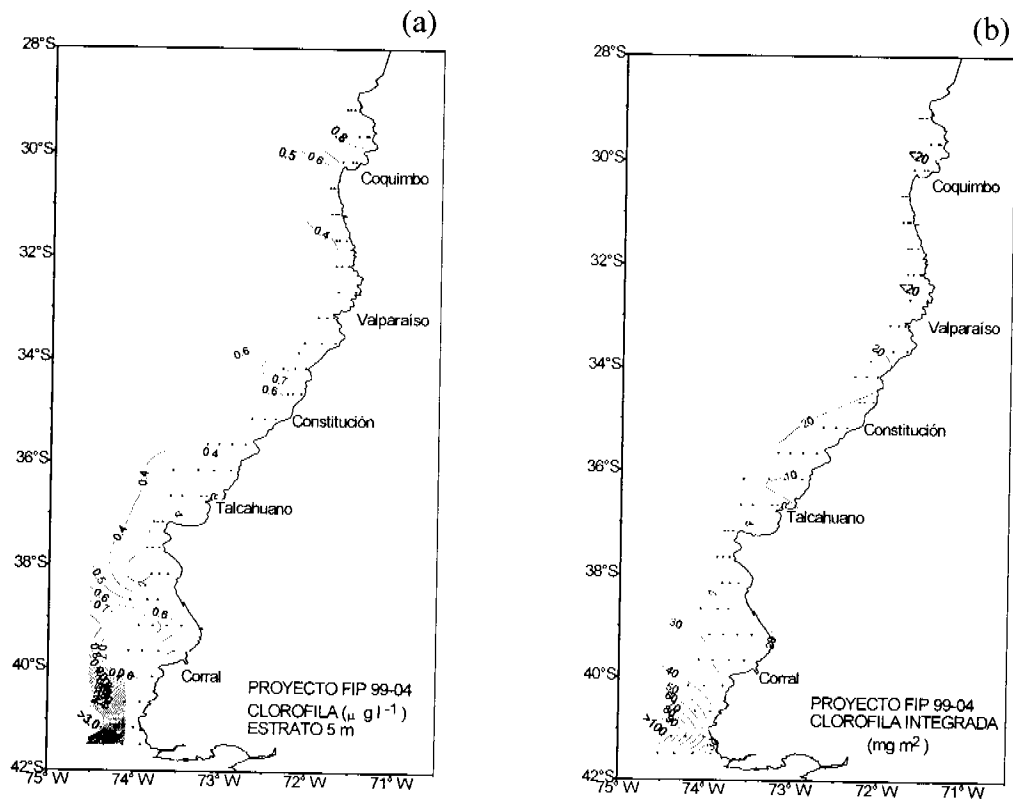 (a)
28°S
30°S
32°S
34°S
36°S
38°S
40°S
42°S
75°W
74°W
73°W
72°W
71°W
0.8
0.5
0.6
Coquimbo
0.4
Valparaíso
0.6
0.7
0.6
Constitución
0.4
0.4
Talcahuano
0.4
0.5
0.6
0.7
0.6
Corral
>3.0
PROYECTO FIP 99-04
CLOROFILA (µ g l⁻¹)
ESTRATO 5 m
(b)
28°S
30°S
32°S
34°S
36°S
38°S
40°S
42°S
75°W
74°W
73°W
72°W
71°W
<20
Coquimbo
<20
Valparaíso
20
20
Constitución
10
Talcahuano
30
20
Corral
40
>100
PROYECTO FIP 99-04
CLOROFILA INTEGRADA
(mg m²)